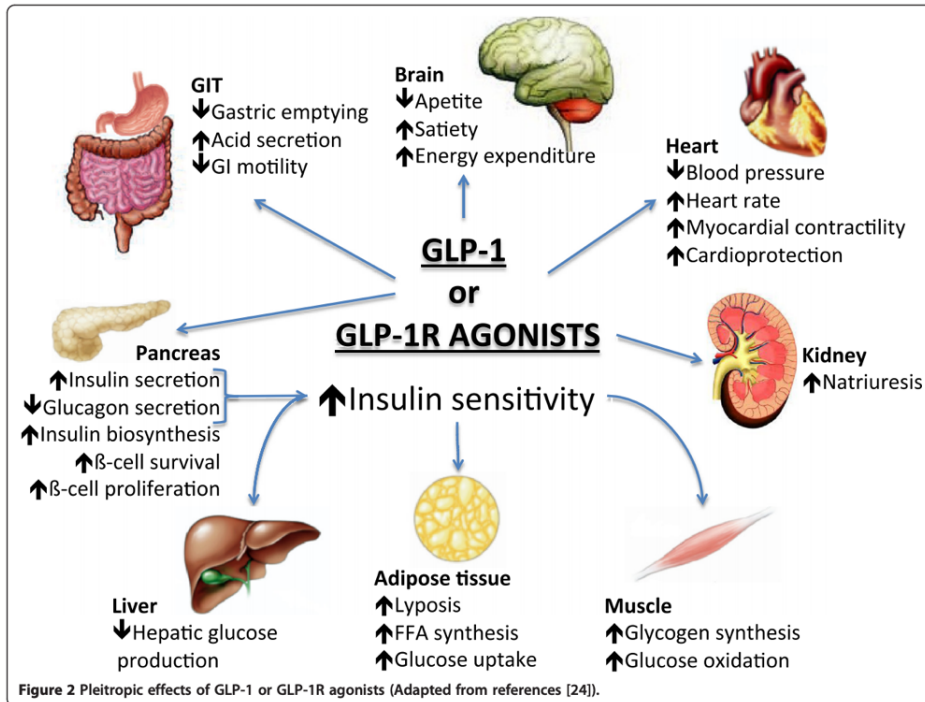 GIT
↓Gastric emptying
↑Acid secretion
↓GI motility
Brain
↓Apetite
↑Satiety
↑Energy expenditure
Heart
↓Blood pressure
↑Heart rate
↑Myocardial contractility
↑Cardioprotection
GLP-1
or
GLP-1R AGONISTS
Pancreas
↑Insulin secretion
↓Glucagon secretion
↑Insulin biosynthesis
↑ß-cell survival
↑ß-cell proliferation
↑Insulin sensitivity
Kidney
↑Natriuresis
Liver
↓Hepatic glucose
production
Adipose tissue
↑Lyposis
↑FFA synthesis
↑Glucose uptake
Muscle
↑Glycogen synthesis
↑Glucose oxidation
Figure 2 Pleitropic effects of GLP-1 or GLP-1R agonists (Adapted from references [24]).